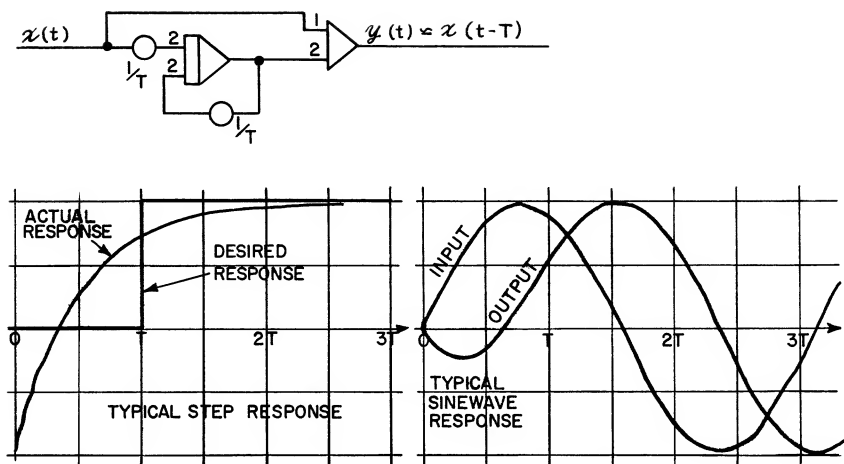 x(t)
1/T
2
2
1/T
1
2
y(t) ≃ x(t-T)
ACTUAL
RESPONSE
DESIRED
RESPONSE
0
T
2T
3T
TYPICAL STEP RESPONSE
INPUT
OUTPUT
0
T
2T
3T
TYPICAL
SINEWAVE
RESPONSE